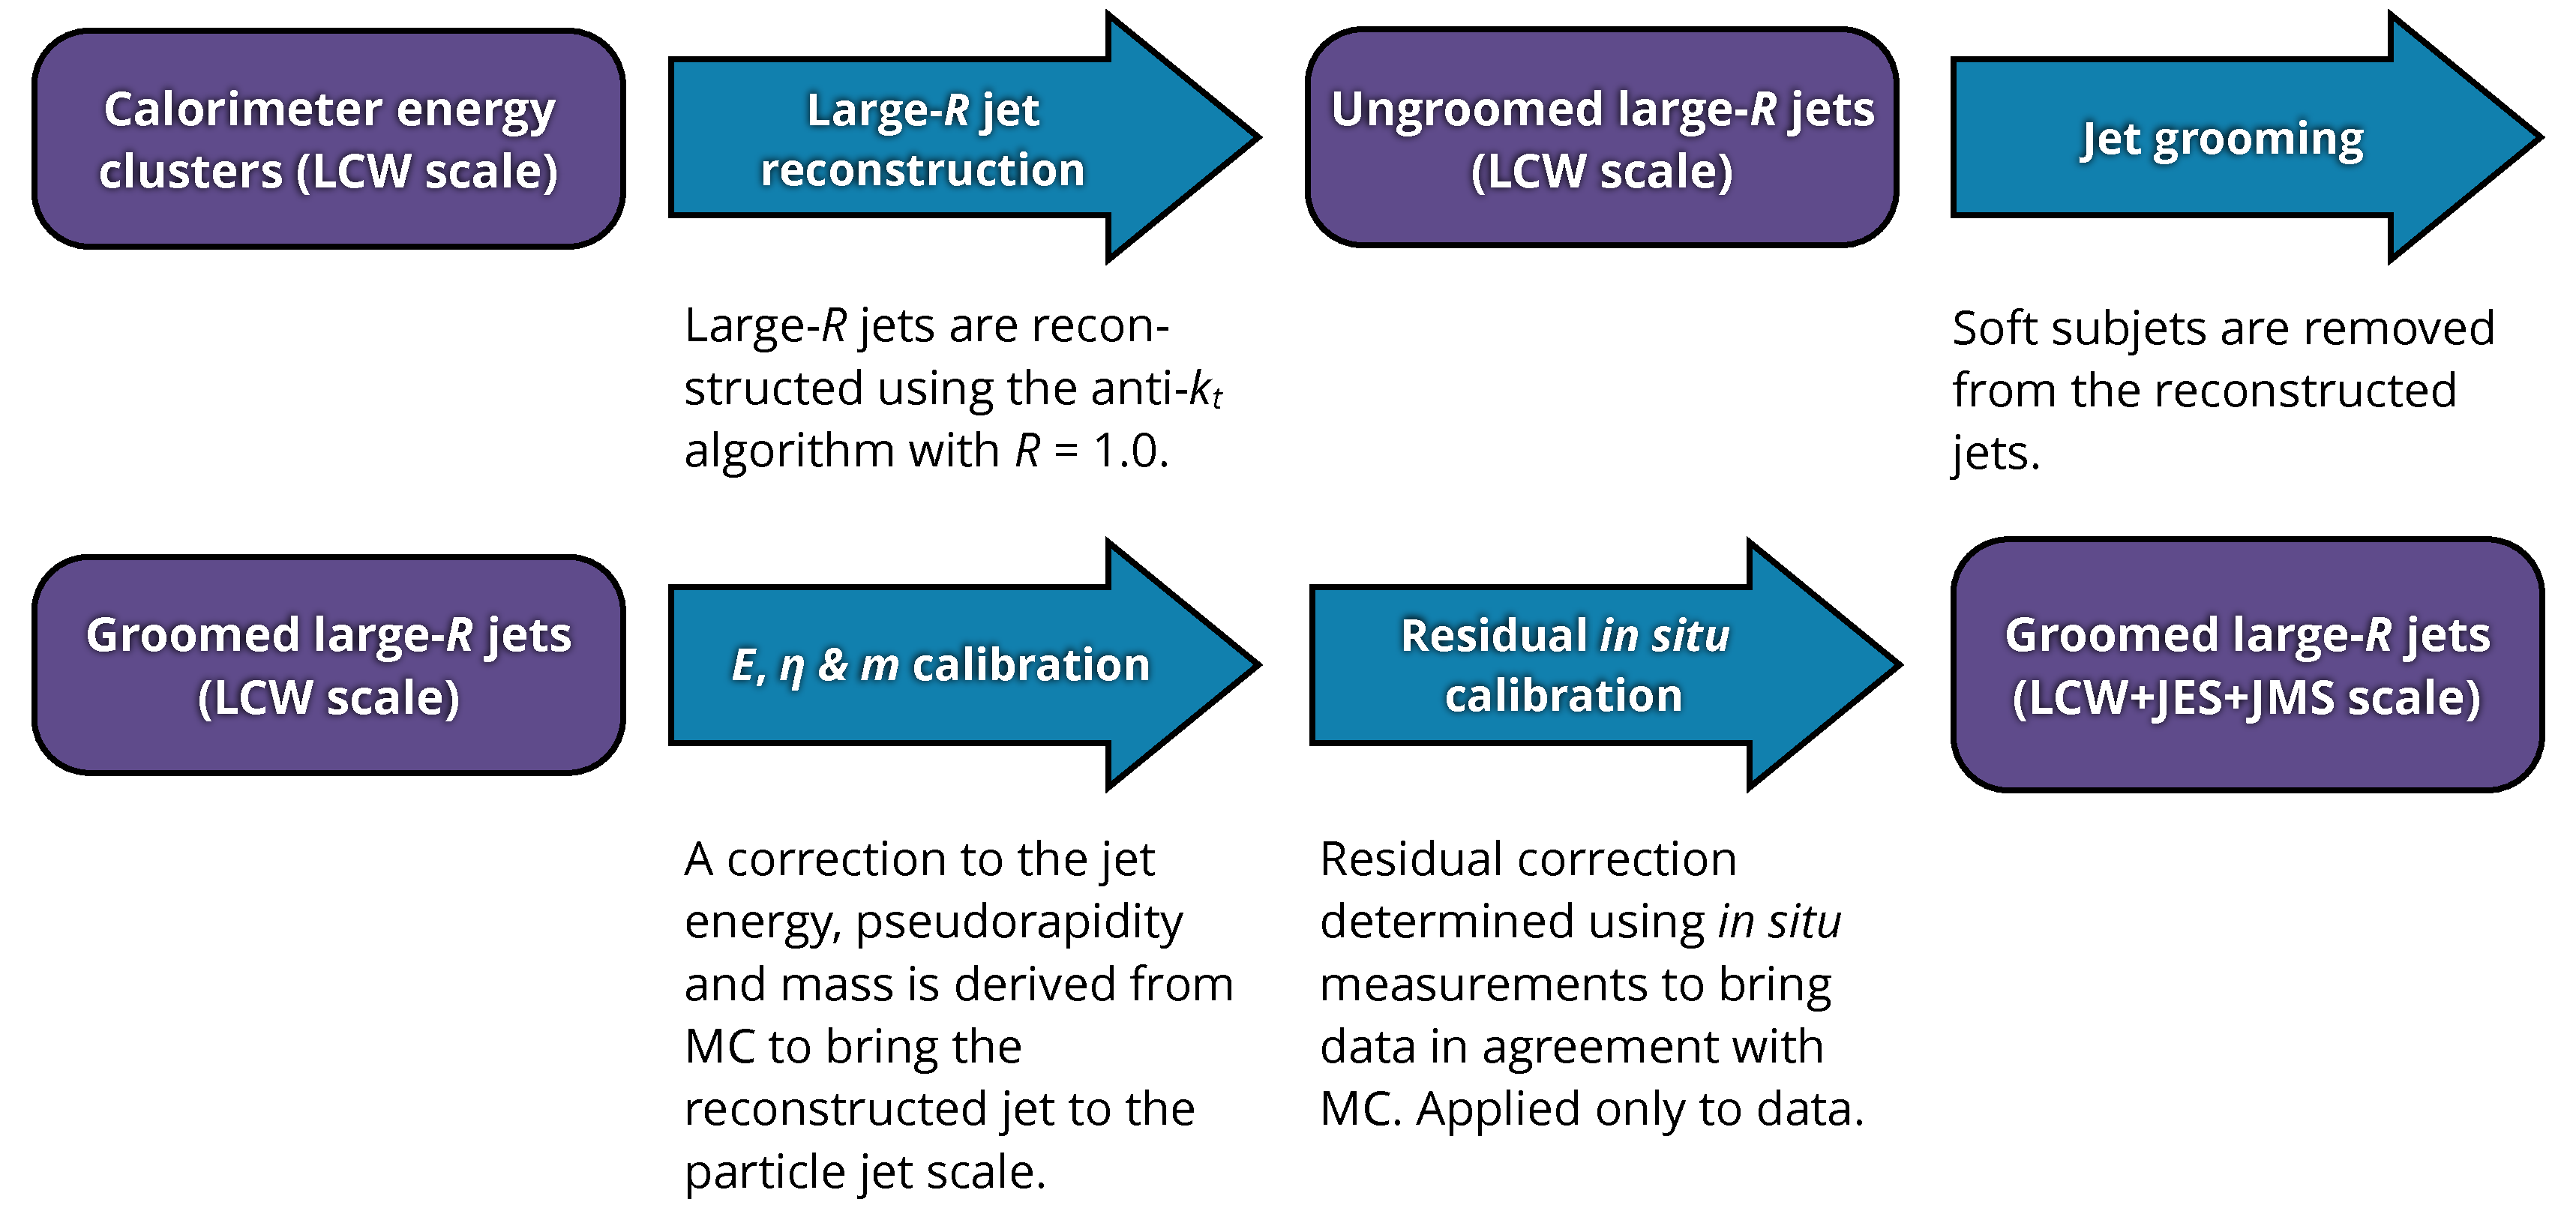 Calorimeter energy
clusters (LCW scale)
Large-R jet
reconstruction
Ungroomed large-R jets
(LCW scale)
Jet grooming
Large-R jets are recon-
structed using the anti-kt
algorithm with R = 1.0.
Soft subjets are removed
from the reconstructed
jets.
Groomed large-R jets
(LCW scale)
E, η & m calibration
Residual in situ
calibration
Groomed large-R jets
(LCW+JES+JMS scale)
A correction to the jet
energy, pseudorapidity
and mass is derived from
MC to bring the
reconstructed jet to the
particle jet scale.
Residual correction
determined using in situ
measurements to bring
data in agreement with
MC. Applied only to data.